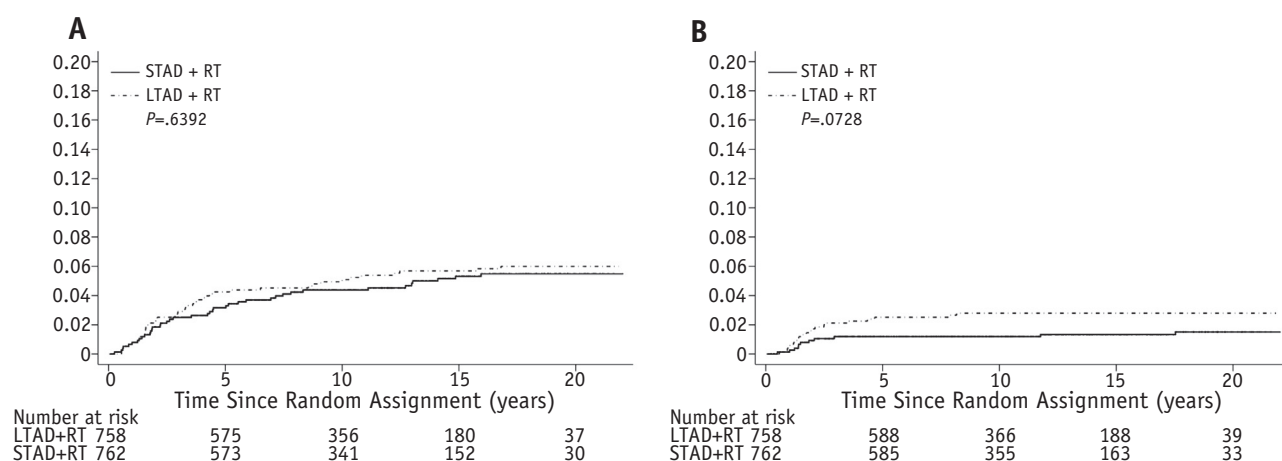 A
0.20
0.18
0.16
0.14
0.12
0.10
0.08
0.06
0.04
0.02
0
STAD + RT
LTAD + RT
P=.6392
0 5 10 15 20
Time Since Random Assignment (years)
Number at risk
LTAD+RT 758 575 356 180 37
STAD+RT 762 573 341 152 30
B
0.20
0.18
0.16
0.14
0.12
0.10
0.08
0.06
0.04
0.02
0
STAD + RT
LTAD + RT
P=.0728
0 5 10 15 20
Time Since Random Assignment (years)
Number at risk
LTAD+RT 758 588 366 188 39
STAD+RT 762 585 355 163 33